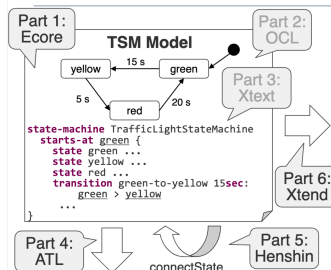 Part 1:
Ecore
Part 2:
OCL
TSM Model
yellow
15 s
green
Part 3:
Xtext
5 s
20 s
red
state-machine TrafficLightStateMachine
starts-at green {
state green ...
state yellow ...
state red ...
transition green-to-yellow 15sec:
green > yellow
...
}
Part 6:
Xtend
Part 4:
ATL
connectState
Part 5:
Henshin